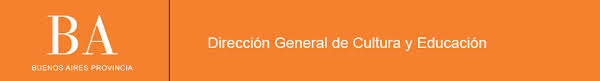 BA
BUENOS AIRES PROVINCIA
Dirección General de Cultura y Educación